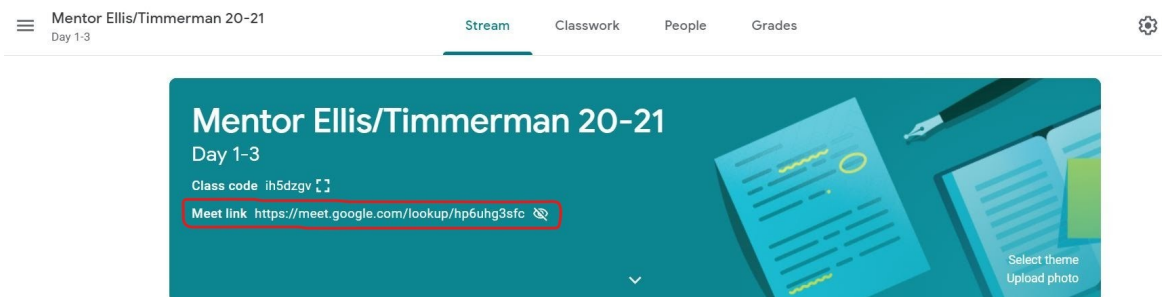 Mentor Ellis/Timmerman 20-21
Day 1-3
Stream Classwork People Grades
Mentor Ellis/Timmerman 20-21
Day 1-3
Class code ih5dzgv
Meet link https://meet.google.com/lookup/hp6uhg3sfc
Select theme
Upload photo